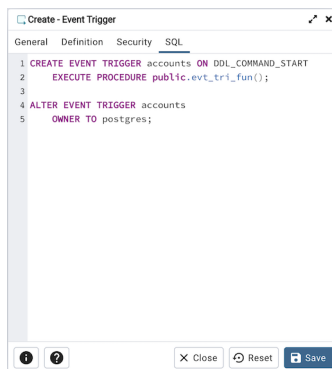 Create - Event Trigger
General Definition Security SQL
1 CREATE EVENT TRIGGER accounts ON DDL_COMMAND_START
2 EXECUTE PROCEDURE public.evt_tri_fun();
3
4 ALTER EVENT TRIGGER accounts
5 OWNER TO postgres;
Close Reset Save